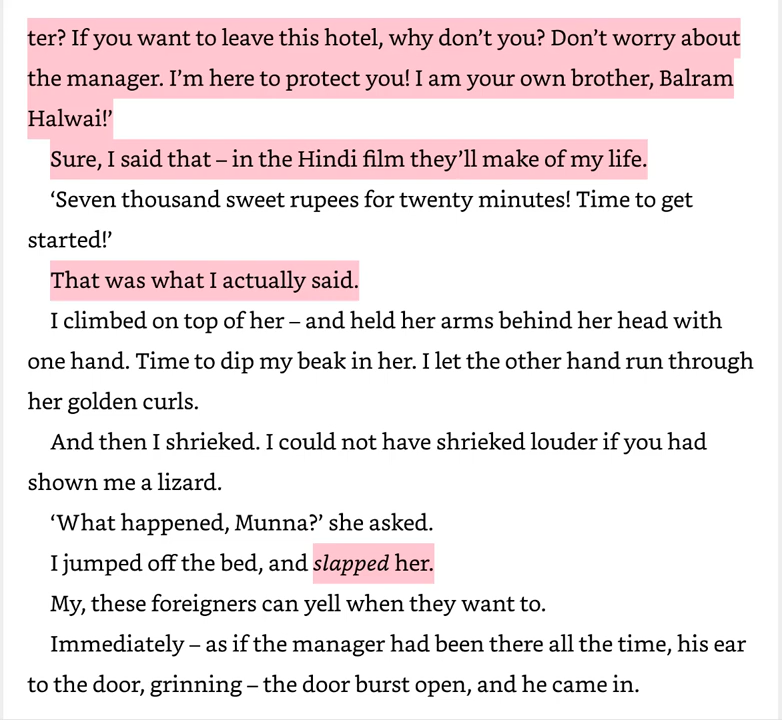 ter? If you want to leave this hotel, why don’t you? Don’t worry about
the manager. I’m here to protect you! I am your own brother, Balram
Halwai!’
Sure, I said that – in the Hindi film they’ll make of my life.
‘Seven thousand sweet rupees for twenty minutes! Time to get
started!’
That was what I actually said.
I climbed on top of her – and held her arms behind her head with
one hand. Time to dip my beak in her. I let the other hand run through
her golden curls.
And then I shrieked. I could not have shrieked louder if you had
shown me a lizard.
‘What happened, Munna?’ she asked.
I jumped off the bed, and slapped her.
My, these foreigners can yell when they want to.
Immediately – as if the manager had been there all the time, his ear
to the door, grinning – the door burst open, and he came in.